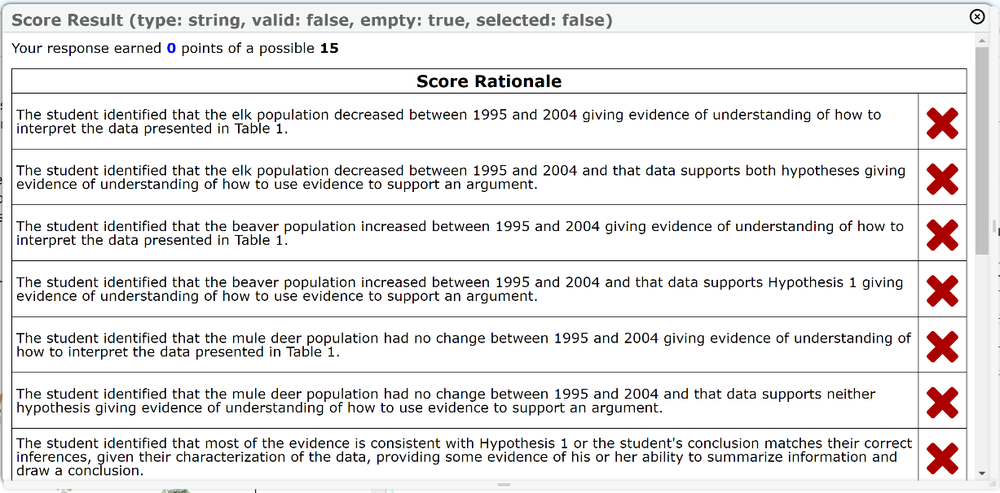 Score Result (type: string, valid: false, empty: true, selected: false)
Your response earned 0 points of a possible 15
Score Rationale
The student identified that the elk population decreased between 1995 and 2004 giving evidence of understanding of how to
interpret the data presented in Table 1.
The student identified that the elk population decreased between 1995 and 2004 and that data supports both hypotheses giving
evidence of understanding of how to use evidence to support an argument.
The student identified that the beaver population increased between 1995 and 2004 giving evidence of understanding of how to
interpret the data presented in Table 1.
The student identified that the beaver population increased between 1995 and 2004 and that data supports Hypothesis 1 giving
evidence of understanding of how to use evidence to support an argument.
The student identified that the mule deer population had no change between 1995 and 2004 giving evidence of understanding of
how to interpret the data presented in Table 1.
The student identified that the mule deer population had no change between 1995 and 2004 and that data supports neither
hypothesis giving evidence of understanding of how to use evidence to support an argument.
The student identified that most of the evidence is consistent with Hypothesis 1 or the student's conclusion matches their correct
inferences, given their characterization of the data, providing some evidence of his or her ability to summarize information and
draw a conclusion.